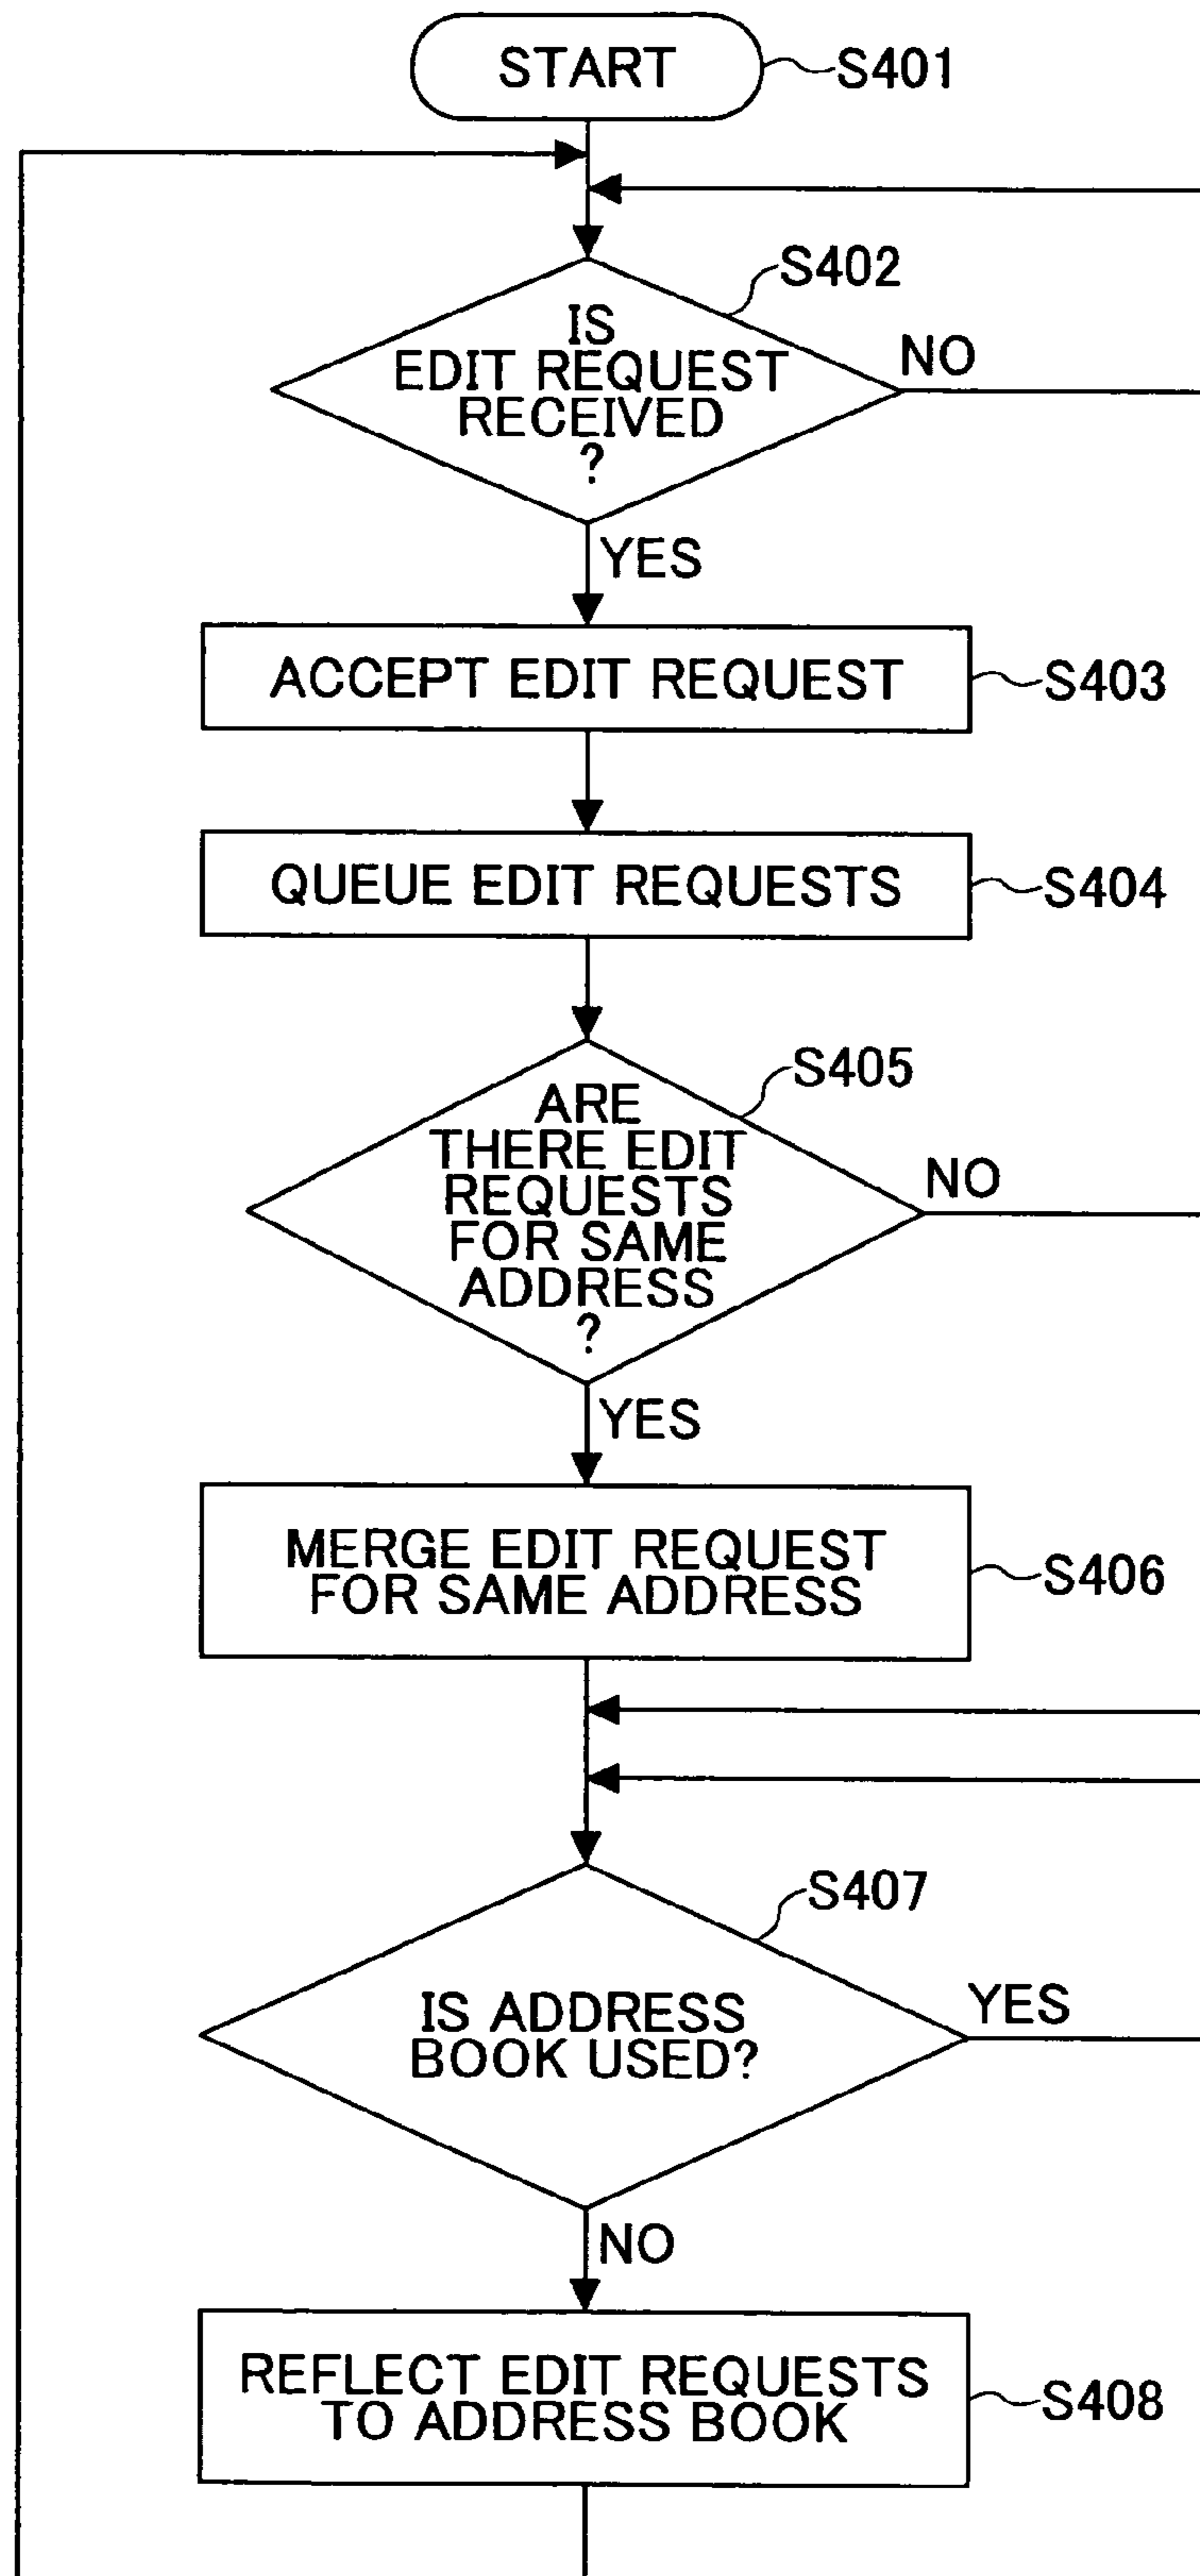 START
S401
S402
IS
EDIT REQUEST
RECEIVED
?
NO
YES
ACCEPT EDIT REQUEST
S403
QUEUE EDIT REQUESTS
S404
S405
ARE
THERE EDIT
REQUESTS
FOR SAME
ADDRESS
?
NO
YES
MERGE EDIT REQUEST
FOR SAME ADDRESS
S406
S407
IS ADDRESS
BOOK USED?
YES
NO
REFLECT EDIT REQUESTS
TO ADDRESS BOOK
S408